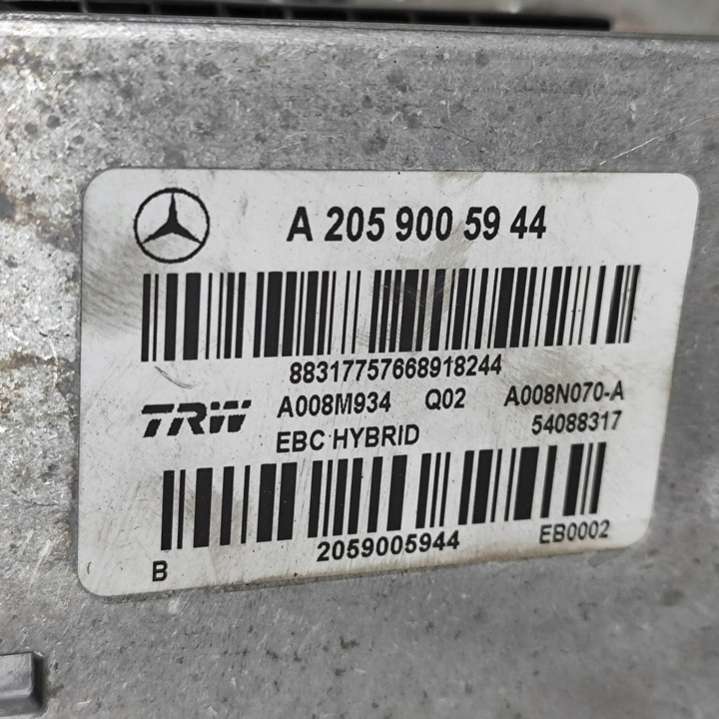 A 205 900 59 44
88317757668918244
TRW A008M934 Q02 A008N070-A
EBC HYBRID 54088317
2059005944 EB0002
B